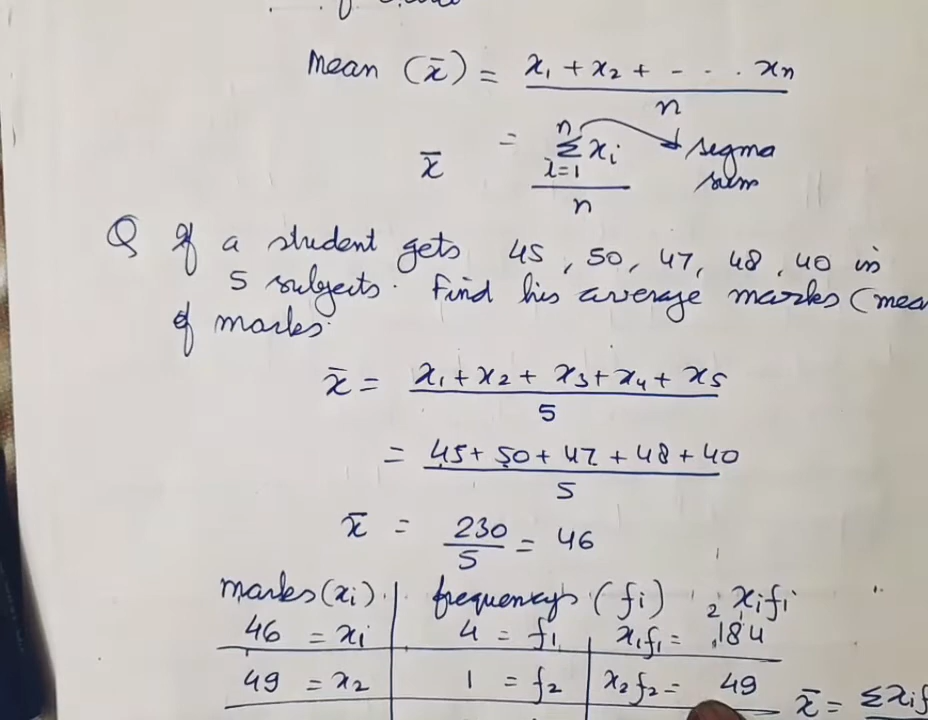 Mean (x̄) = x₁ + x₂ + - - - . xₙ
n
x̄ = n Σ i=1 xᵢ → sigma
sum
n
Q If a student gets 45, 50, 47, 48, 40 in
5 subjects. Find his average marks (mea
of marks.
x̄ = x₁ + x₂ + x₃ + x₄ + x₅
5
= 45 + 50 + 47 + 48 + 40
5
x̄ = 230/5 = 46
marks (xᵢ) frequency (fᵢ) xᵢfᵢ
46 = x₁ 4 = f₁ x₁f₁ = 184
49 = x₂ 1 = f₂ x₂f₂ = 49
x̄ = Σxᵢf